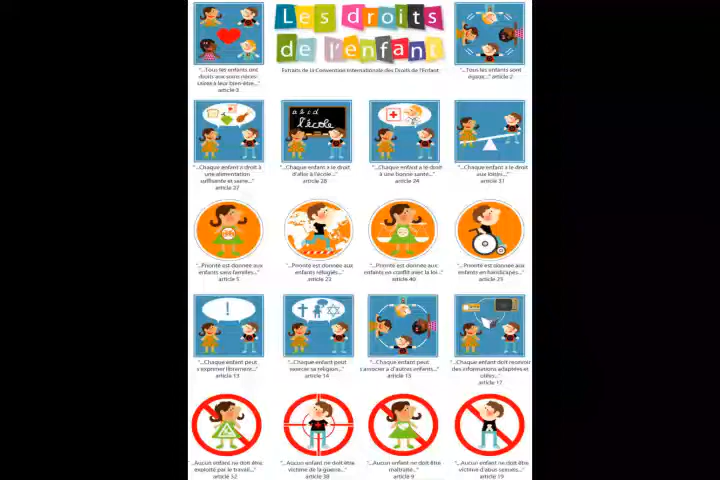 Les droits
de l'enfant
Extraits de la Convention Internationale des Droits de l'Enfant
"...Tous les enfants ont
droits aux soins néces-
saires à leur bien-être..."
article 3
"...Tous les enfants sont
égaux..." article 2
a b c d
l'école
"...Chaque enfant a droit à
une alimentation
suffisante et saine..."
article 27
"...Chaque enfant a le droit
d'aller à l'école..."
article 28
"...Chaque enfant a le droit
à une bonne santé..."
article 24
"...Chaque enfant a le droit
aux loisirs..."
article 31
"...Priorité est donnée aux
enfants sans familles..."
article 5
"...Priorité est donnée aux
enfants réfugiés..."
article 22
"...Priorité est donnée aux
enfants en conflit avec la loi..."
article 40
"...Priorité est donnée aux
enfants en handicapés..."
article 23
!
"...Chaque enfant peut
s'exprimer librement..."
article 13
"...Chaque enfant peut
exercer sa religion..."
article 14
"...Chaque enfant peut
s'associer à d'autres enfants..."
article 15
"...Chaque enfant doit recevoir
des informations adaptées et
utiles..."
article 17
"...Aucun enfant ne doit être
exploité par le travail..."
article 32
"...Aucun enfant ne doit être
victime de la guerre..."
article 38
"...Aucun enfant ne doit être
maltraité..."
article 9
"...Aucun enfant ne doit être
victime d'abus sexuels..."
article 19